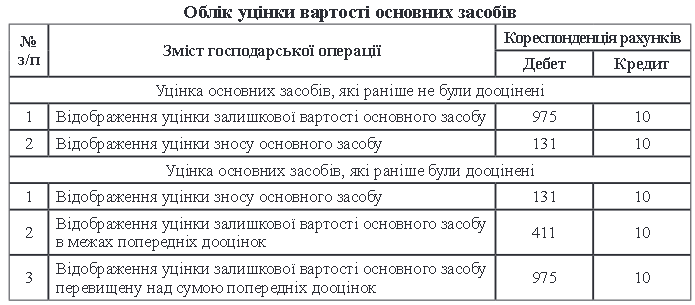 Облік уцінки вартості основних засобів
№ з/п Зміст господарської операції Кореспонденція рахунків
Дебет Кредит
Уцінка основних засобів, які раніше не були дооцінені
1 Відображення уцінки залишкової вартості основного засобу 975 10
2 Відображення уцінки зносу основного засобу 131 10
Уцінка основних засобів, які раніше були дооцінені
1 Відображення уцінки зносу основного засобу 131 10
2 Відображення уцінки залишкової вартості основного засобу
в межах попередніх дооцінок 411 10
3 Відображення уцінки залишкової вартості основного засобу
перевищену над сумою попередніх дооцінок 975 10